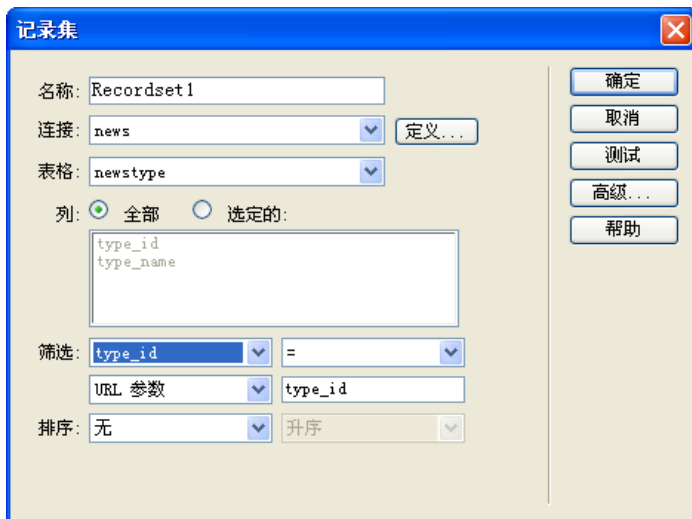 记录集
名称: Recordset1
确定
连接: news 定义...
取消
表格: newstype
测试
列: 全部 选定的:
高级...
type_id
type_name
帮助
筛选: type_id =
URL 参数 type_id
排序: 无 升序